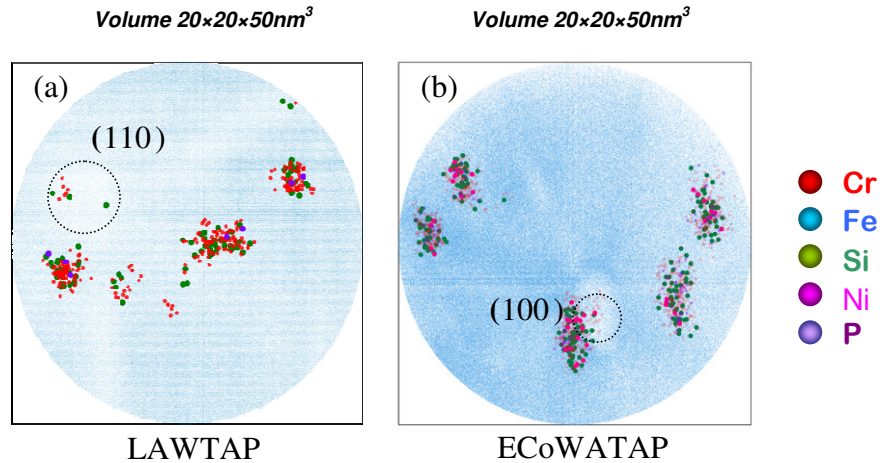 Volume 20×20×50nm³
Volume 20×20×50nm³
(a)
(110)
(b)
(100)
Cr
Fe
Si
Ni
P
LAWTAP
ECoWATAP